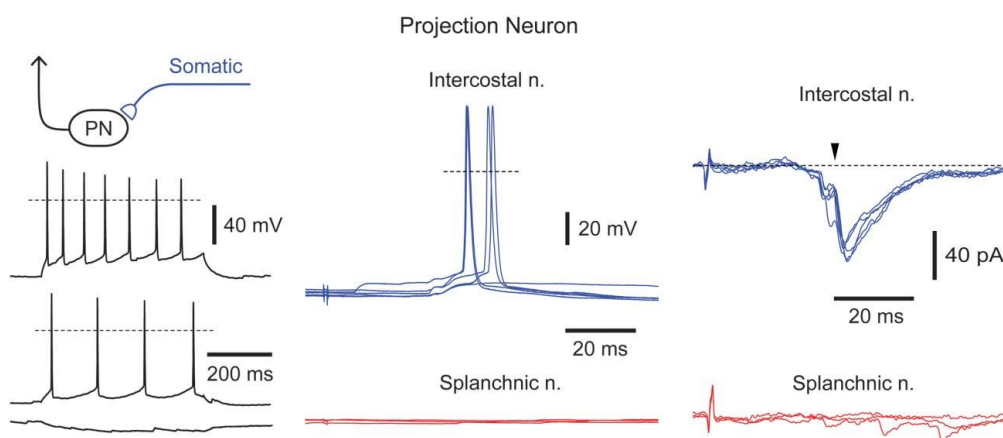 Projection Neuron
Somatic
PN
40 mV
200 ms
Intercostal n.
20 mV
20 ms
Splanchnic n.
Intercostal n.
40 pA
20 ms
Splanchnic n.